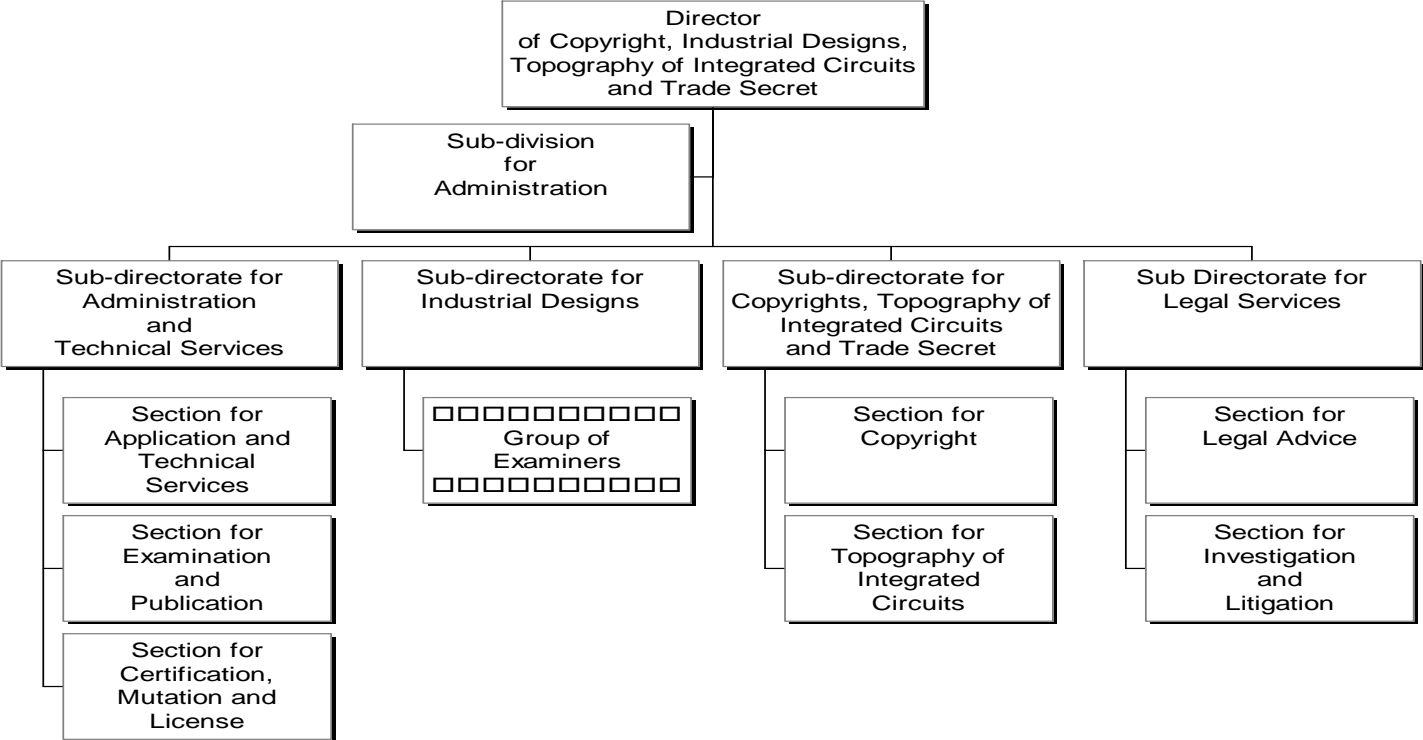 Director
of Copyright, Industrial Designs,
Topography of Integrated Circuits
and Trade Secret
Sub-division
for
Administration
Sub-directorate for
Administration
and
Technical Services
Sub-directorate for
Industrial Designs
Sub-directorate for
Copyrights, Topography of
Integrated Circuits
and Trade Secret
Sub Directorate for
Legal Services
Section for
Application and
Technical
Services
Section for
Examination
and
Publication
Section for
Certification,
Mutation and
License
Group of
Examiners
Section for
Copyright
Section for
Topography of
Integrated
Circuits
Section for
Legal Advice
Section for
Investigation
and
Litigation